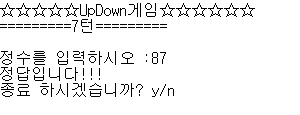 ☆☆☆☆☆UpDown게임☆☆☆☆☆☆
=========7턴=========
정수를 입력하시오 :87
정답입니다!!!
종료 하시겠습니까? y/n